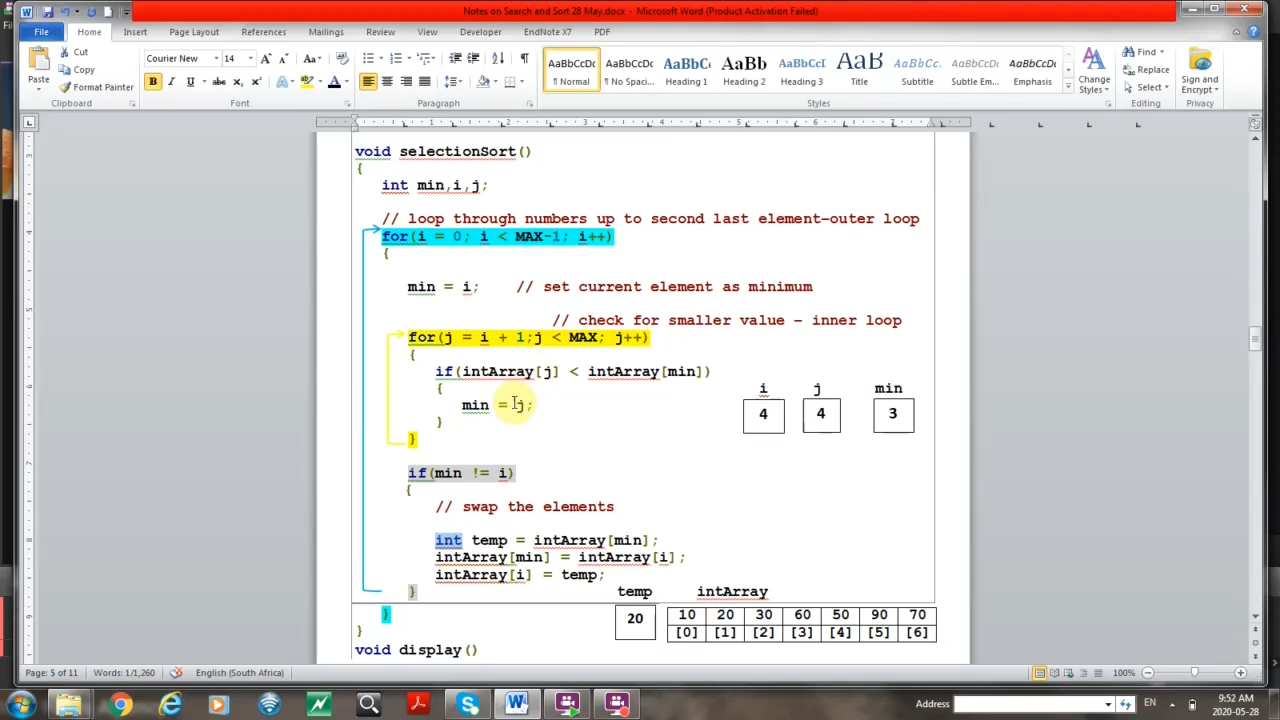 Notes on Search and Sort 28 May.docx - Microsoft Word (Product Activation Failed)
File Home Insert Page Layout References Mailings Review View Developer EndNote X7 PDF
Paste Cut Copy Format Painter Clipboard
Courier New 14 Font
Paragraph
AaBbCcDc AaBbCcDc AaBbCc AaBbCc AaBbCcI AaB AaBbCc. AaBbCcDc AaBbCcDc
¶ Normal ¶ No Spaci... Heading 1 Heading 2 Heading 3 Title Subtitle Subtle Em... Emphasis
Change Styles Styles
Find Replace Select Editing
Sign and Encrypt Privacy
void selectionSort()
{
int min,i,j;
// loop through numbers up to second last element-outer loop
for(i = 0; i < MAX-1; i++)
{
min = i; // set current element as minimum
// check for smaller value – inner loop
for(j = i + 1;j < MAX; j++)
{
if(intArray[j] < intArray[min])
{
min = j;
}
}
i j min
4 4 3
if(min != i)
{
// swap the elements
int temp = intArray[min];
intArray[min] = intArray[i];
intArray[i] = temp;
}
temp intArray
20 10 20 30 60 50 90 70
[0] [1] [2] [3] [4] [5] [6]
}
}
void display()
Page: 5 of 11 Words: 1/1,260 English (South Africa) 100%
Address EN 9:52 AM
2020-05-28